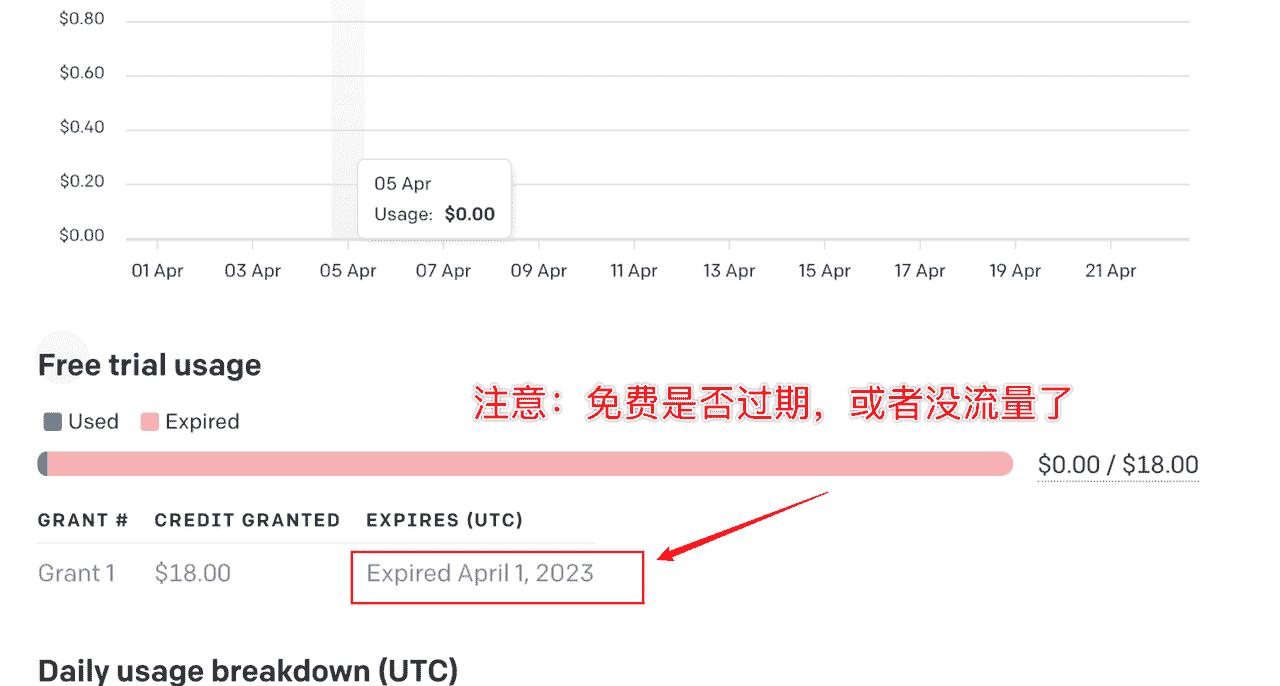 $0.80
$0.60
$0.40
$0.20
$0.00
05 Apr
Usage: $0.00
01 Apr 03 Apr 05 Apr 07 Apr 09 Apr 11 Apr 13 Apr 15 Apr 17 Apr 19 Apr 21 Apr
Free trial usage
注意：免费是否过期，或者没流量了
Used Expired
$0.00 / $18.00
GRANT # CREDIT GRANTED EXPIRES (UTC)
Grant 1 $18.00 Expired April 1, 2023
Daily usage breakdown (UTC)